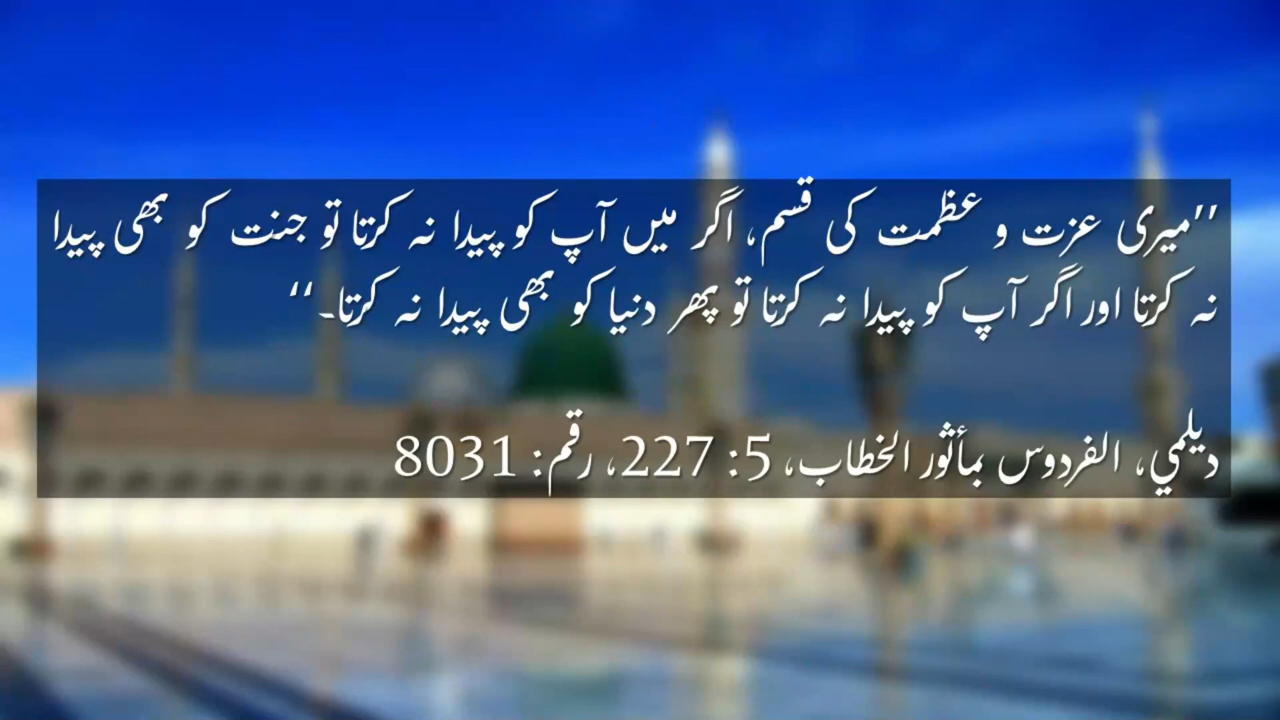 ’’میری عزت و عظمت کی قسم، اگر میں آپ کو پیدا نہ کرتا تو جنت کو بھی پیدا
نہ کرتا اور اگر آپ کو پیدا نہ کرتا تو پھر دنیا کو بھی پیدا نہ کرتا۔‘‘
دیلمي، الفردوس بمأثور الخطاب، 5: 227، رقم: 8031